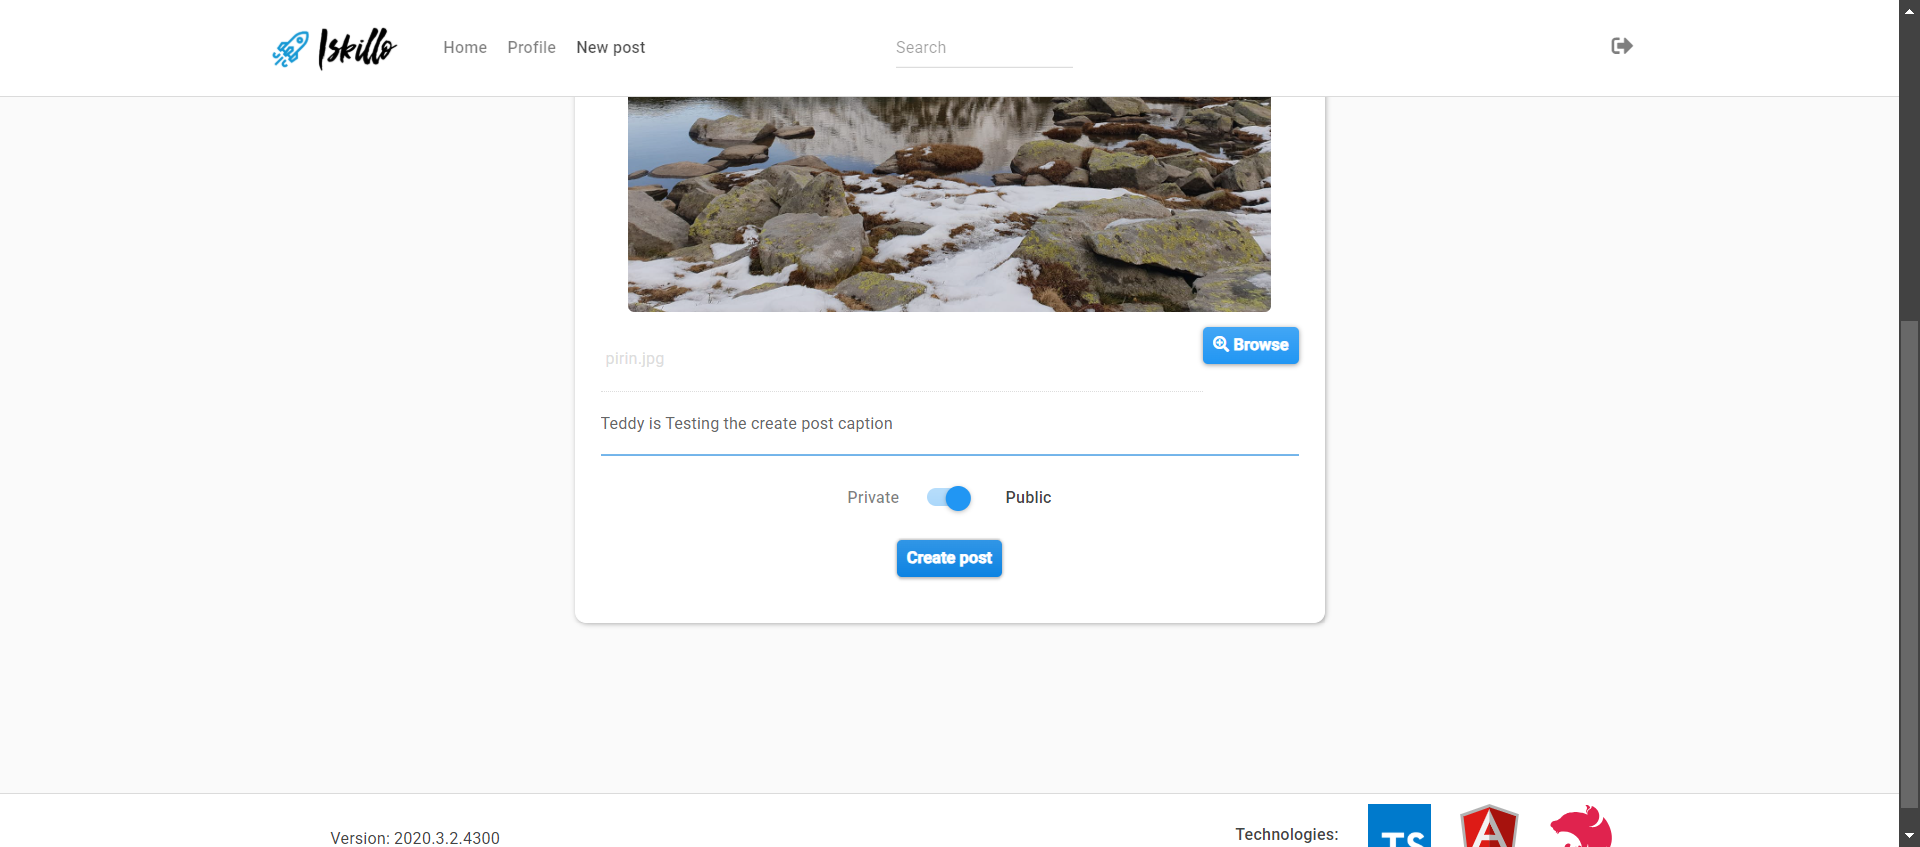 Iskillo Home Profile New post Search
pirin.jpg
Browse
Teddy is Testing the create post caption
Private Public
Create post
Version: 2020.3.2.4300 Technologies: TS A